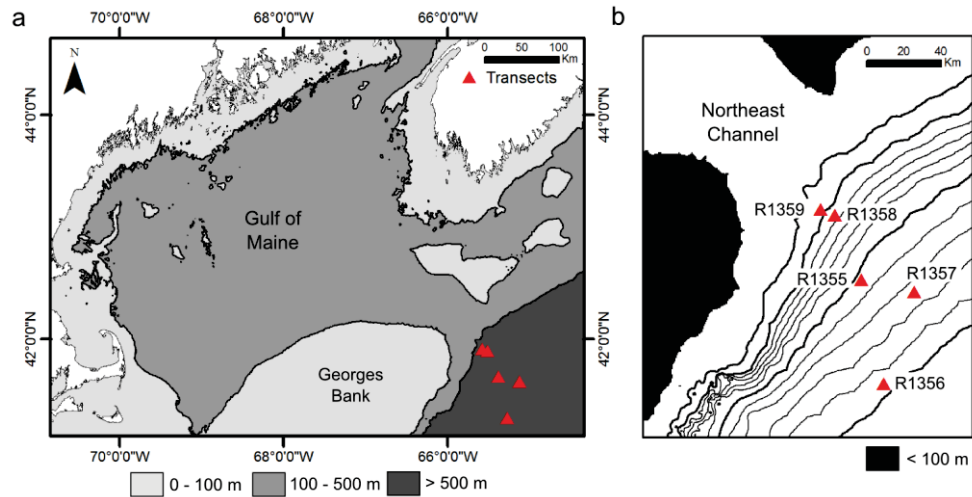 a
70°0'0"W 68°0'0"W 66°0'0"W
N
0 50 100
Km
Transects
44°0'0"N
44°0'0"N
Gulf of
Maine
42°0'0"N
42°0'0"N
Georges
Bank
70°0'0"W 68°0'0"W 66°0'0"W
0 - 100 m 100 - 500 m > 500 m
b
0 20 40
Km
Northeast
Channel
R1359
R1358
R1355
R1357
R1356
< 100 m